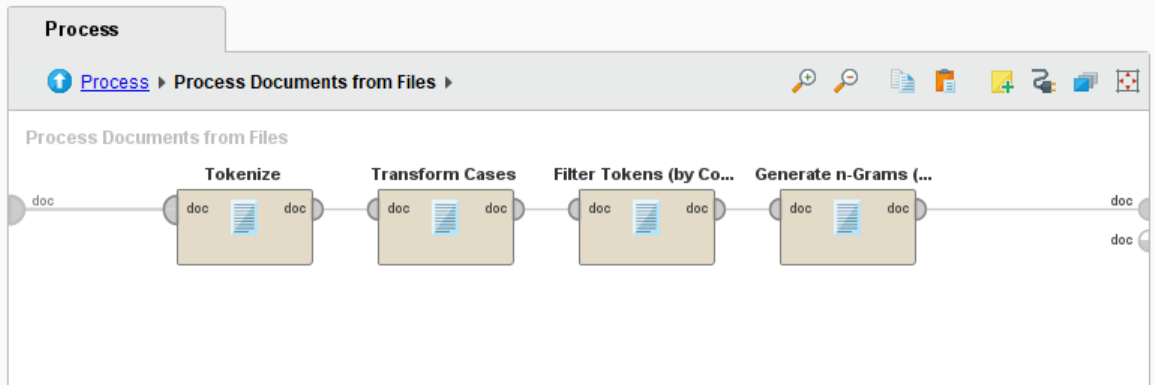 Process
Process Process Documents from Files
Process Documents from Files
Tokenize Transform Cases Filter Tokens (by Co... Generate n-Grams (...
doc doc doc doc doc doc doc doc doc doc
doc